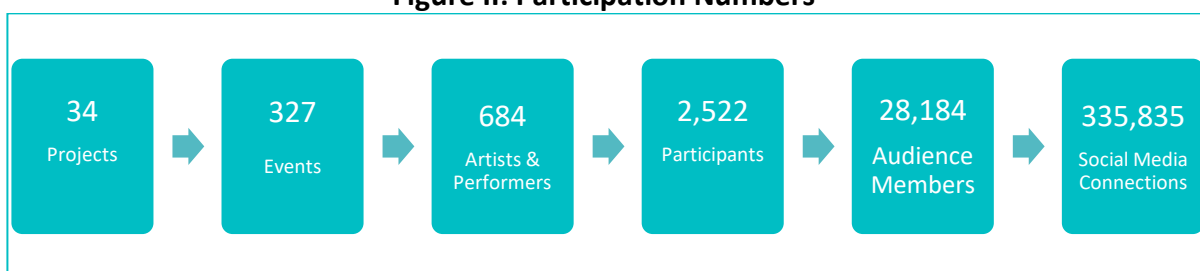 Figure II: Participation Numbers
34
Projects
327
Events
684
Artists &
Performers
2,522
Participants
28,184
Audience
Members
335,835
Social Media
Connections